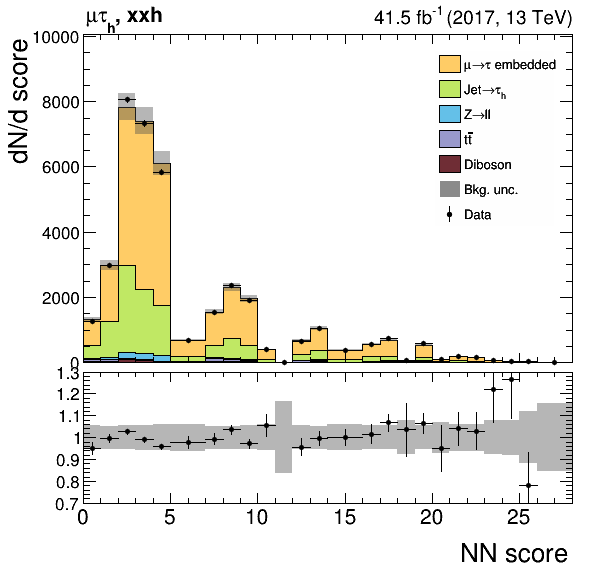 μτh, xxh
41.5 fb-1 (2017, 13 TeV)
dN/d score
10000
8000
6000
4000
2000
0
μ→τ embedded
Jet→τh
Z→ll
tt̅
Diboson
Bkg. unc.
Data
1.3
1.2
1.1
1
0.9
0.8
0.7
0 5 10 15 20 25
NN score